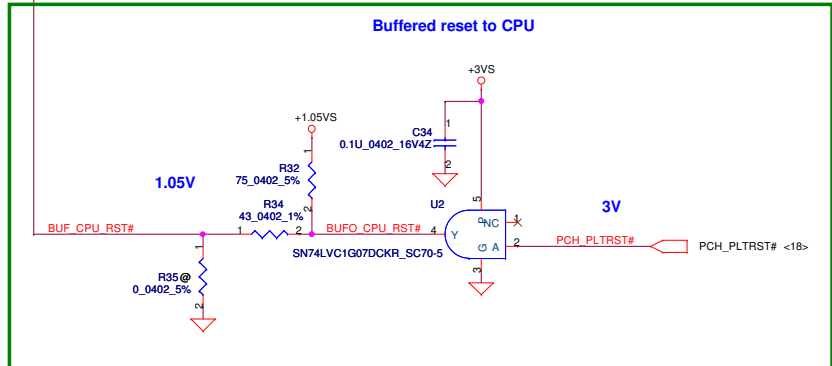 Buffered reset to CPU
+3VS
1
C34
0.1U_0402_16V4Z
2
+1.05VS
1
R32
75_0402_5%
2
1.05V
R34
43_0402_1%
BUF_CPU_RST#
1
2
BUFO_CPU_RST#
U2
5
P
NC
1
4
Y
G
A
2
3
SN74LVC1G07DCKR_SC70-5
3V
PCH_PLTRST#
PCH_PLTRST# <18>
1
R35@
0_0402_5%
2